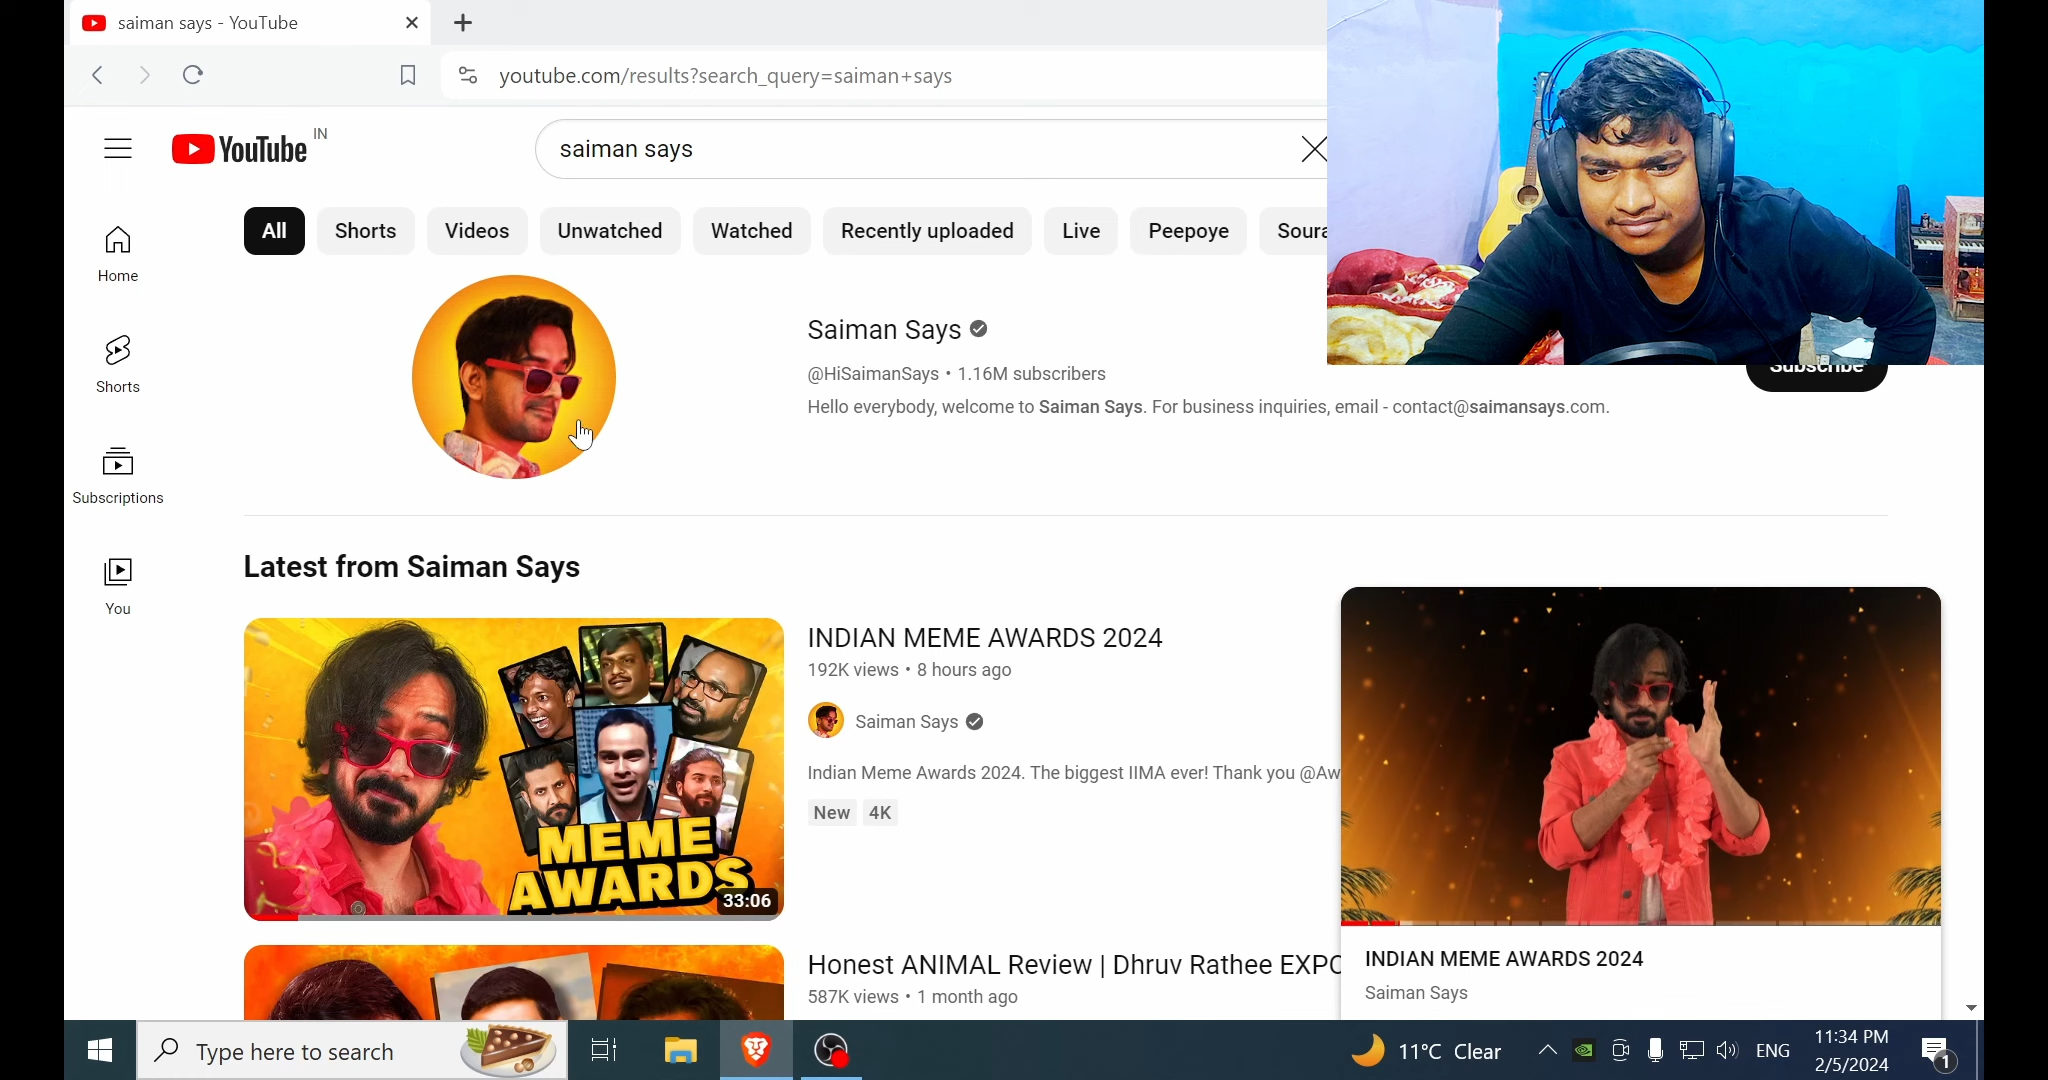 saiman says - YouTube
youtube.com/results?search_query=saiman+says
YouTube IN
saiman says
All
Shorts
Videos
Unwatched
Watched
Recently uploaded
Live
Peepoye
Home
Shorts
Subscriptions
You
Saiman Says
@HiSaimanSays • 1.16M subscribers
Hello everybody, welcome to Saiman Says. For business inquiries, email - contact@saimansays.com.
Subscribe
Latest from Saiman Says
MEME
AWARDS
33:06
INDIAN MEME AWARDS 2024
192K views • 8 hours ago
Saiman Says
Indian Meme Awards 2024. The biggest IIMA ever! Thank you @Aw
New
4K
Honest ANIMAL Review | Dhruv Rathee EXPO
587K views • 1 month ago
INDIAN MEME AWARDS 2024
Saiman Says
Type here to search
11°C Clear
ENG
11:34 PM
2/5/2024
1